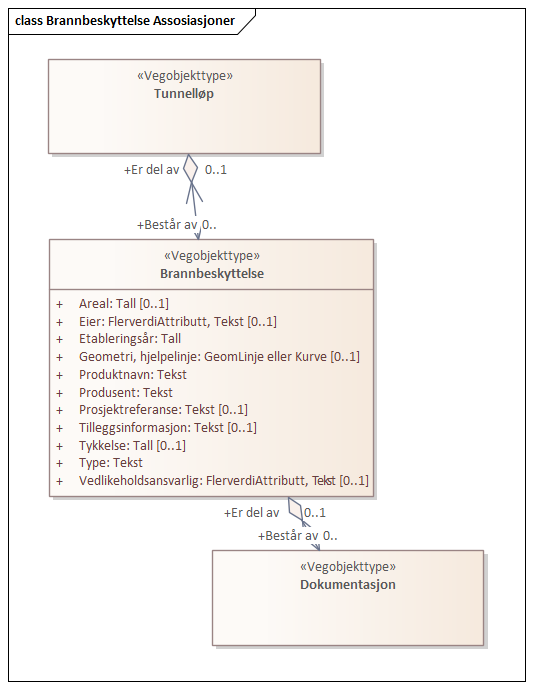 class Brannbeskyttelse Assosiasjoner
«Vegobjekttype»
Tunnelløp
+Er del av 0..1
+Består av 0..
«Vegobjekttype»
Brannbeskyttelse
+ Areal: Tall [0..1]
+ Eier: FlerverdiAttributt, Tekst [0..1]
+ Etableringsår: Tall
+ Geometri, hjelpelinje: GeomLinje eller Kurve [0..1]
+ Produktnavn: Tekst
+ Produsent: Tekst
+ Prosjektreferanse: Tekst [0..1]
+ Tilleggsinformasjon: Tekst [0..1]
+ Tykkelse: Tall [0..1]
+ Type: Tekst
+ Vedlikeholdsansvarlig: FlerverdiAttributt, Tekst [0..1]
+Er del av 0..1
+Består av 0..
«Vegobjekttype»
Dokumentasjon